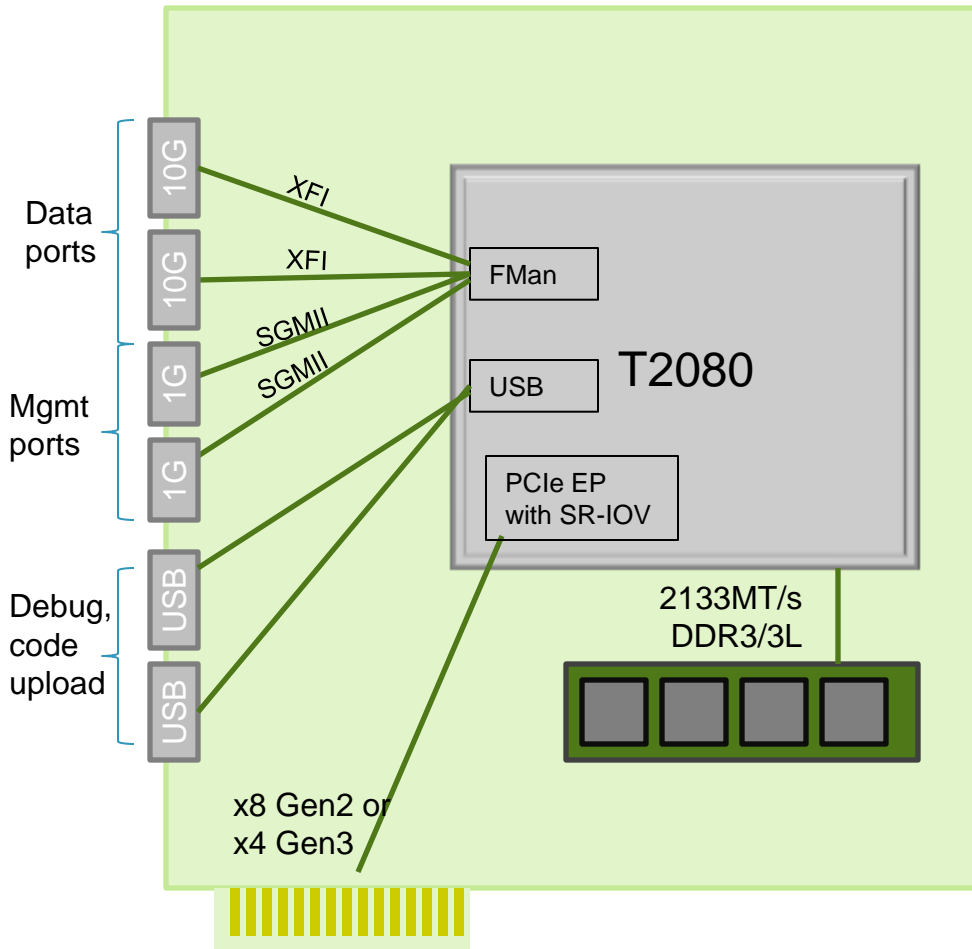 Data
ports
10G
10G
XFI
XFI
SGMII
SGMII
Mgmt
ports
1G
1G
Debug,
code
upload
USB
USB
FMan
USB
T2080
PCIe EP
with SR-IOV
2133MT/s
DDR3/3L
x8 Gen2 or
x4 Gen3